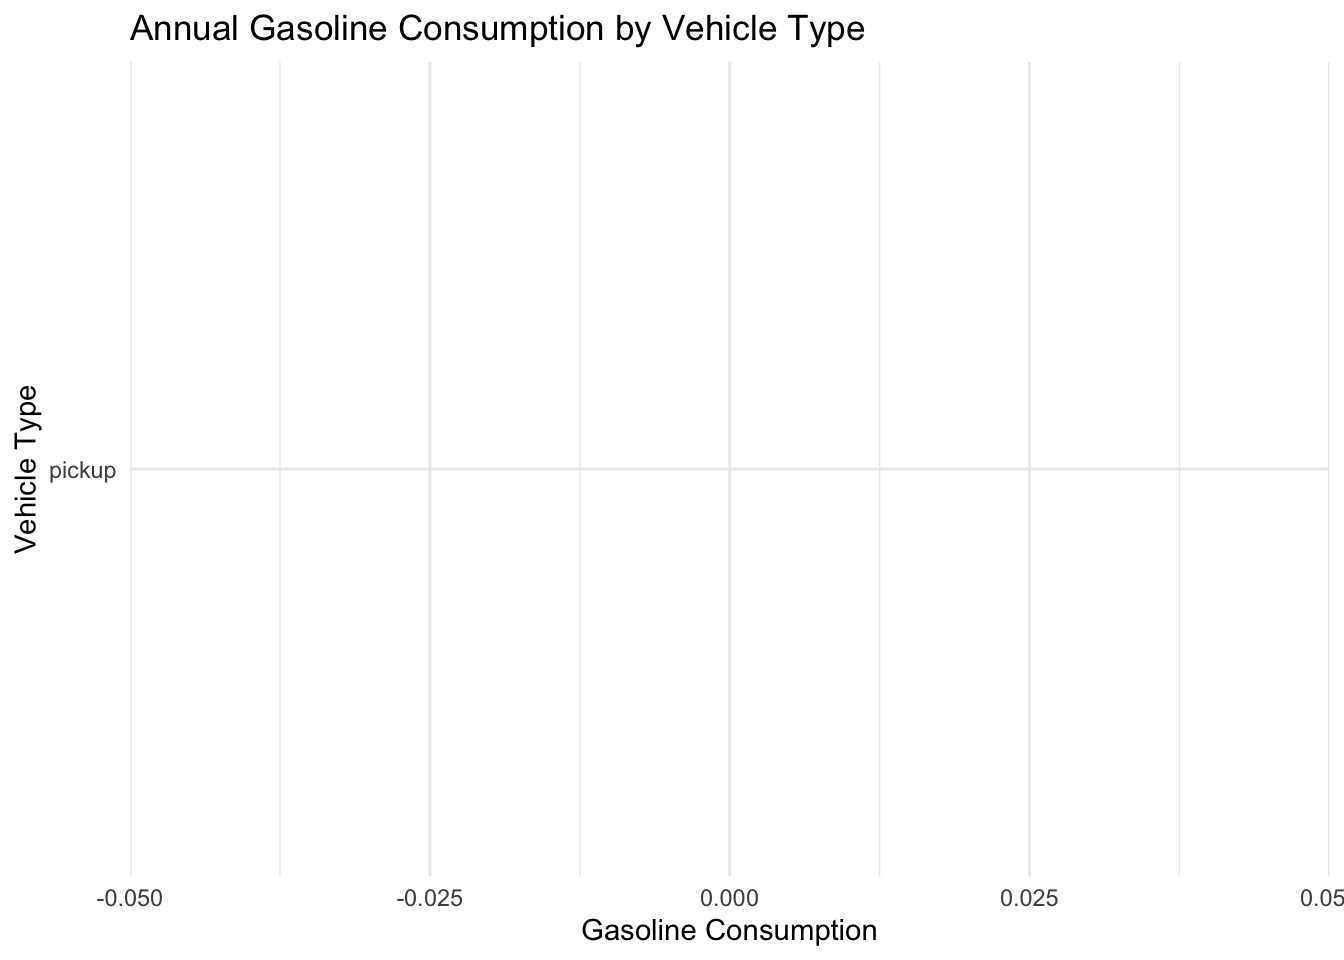 Annual Gasoline Consumption by Vehicle Type
Vehicle Type
pickup
-0.050 -0.025 0.000 0.025 0.05
Gasoline Consumption